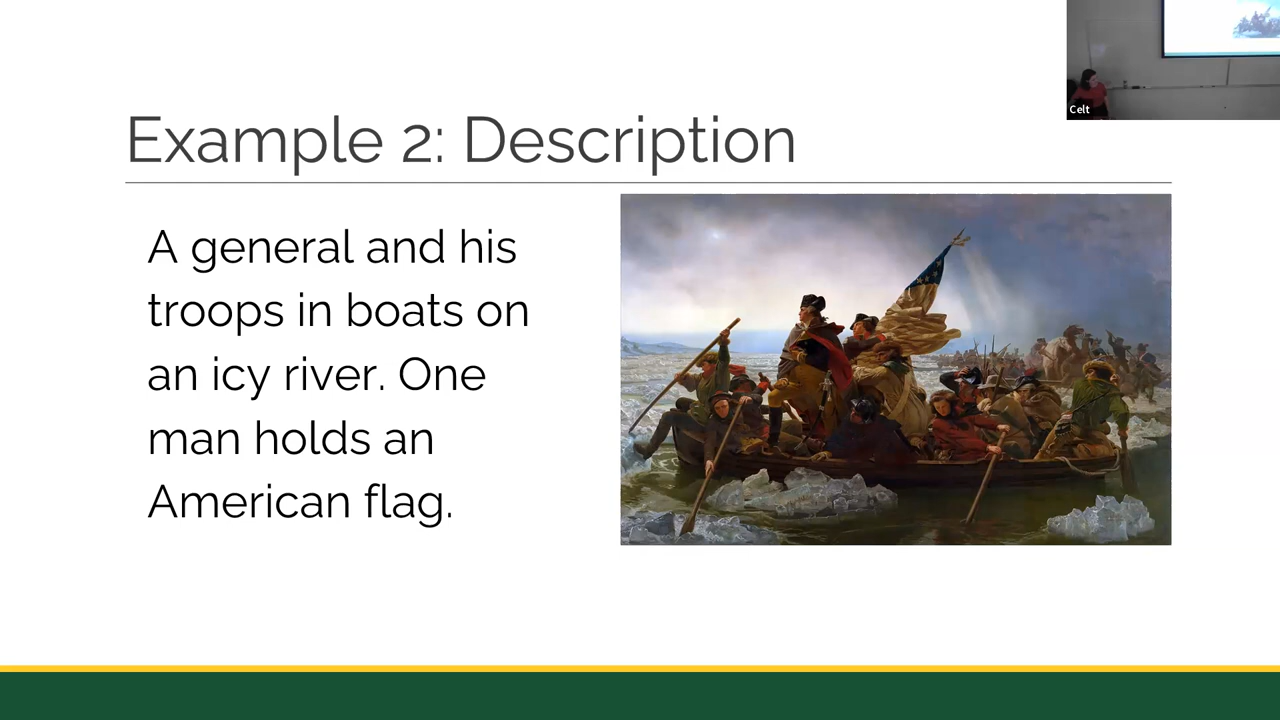 Celt
Example 2: Description
A general and his
troops in boats on
an icy river. One
man holds an
American flag.